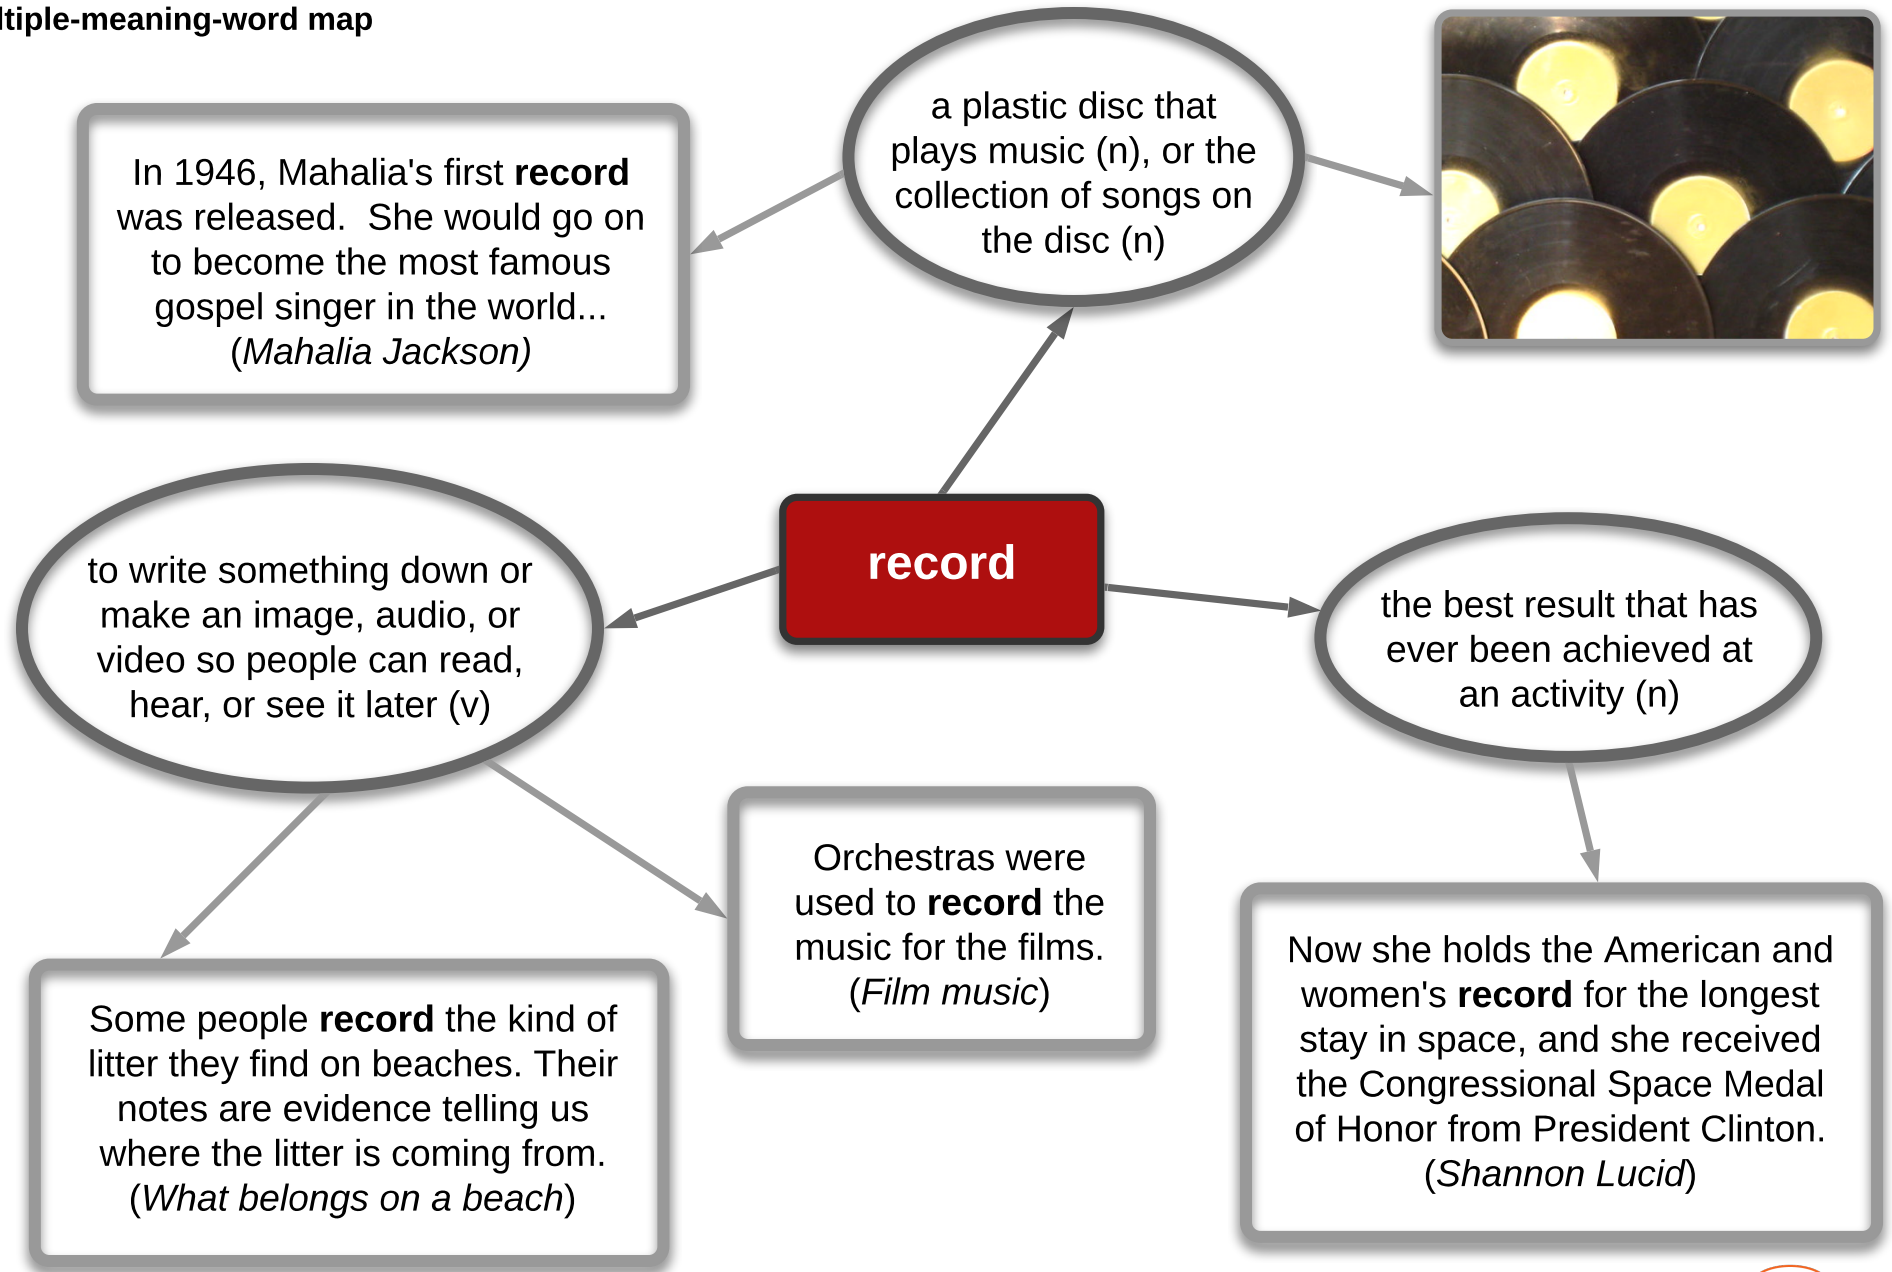 ltiple-meaning-word map
a plastic disc that
plays music (n), or the
collection of songs on
the disc (n)
In 1946, Mahalia's first record
was released.  She would go on
to become the most famous
gospel singer in the world...
(Mahalia Jackson)
record
to write something down or
make an image, audio, or
video so people can read,
hear, or see it later (v)
the best result that has
ever been achieved at
an activity (n)
Orchestras were
used to record the
music for the films.
(Film music)
Some people record the kind of
litter they find on beaches. Their
notes are evidence telling us
where the litter is coming from.
(What belongs on a beach)
Now she holds the American and
women's record for the longest
stay in space, and she received
the Congressional Space Medal
of Honor from President Clinton.
(Shannon Lucid)